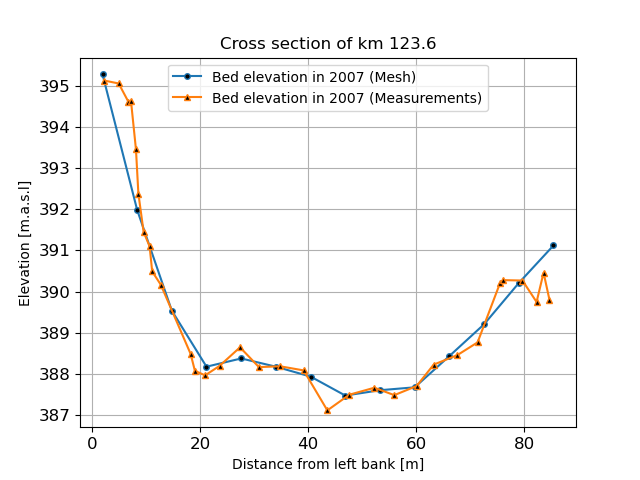 Cross section of km 123.6
Bed elevation in 2007 (Mesh)
Bed elevation in 2007 (Measurements)
Elevation [m.a.s.l]
395
394
393
392
391
390
389
388
387
0 20 40 60 80
Distance from left bank [m]